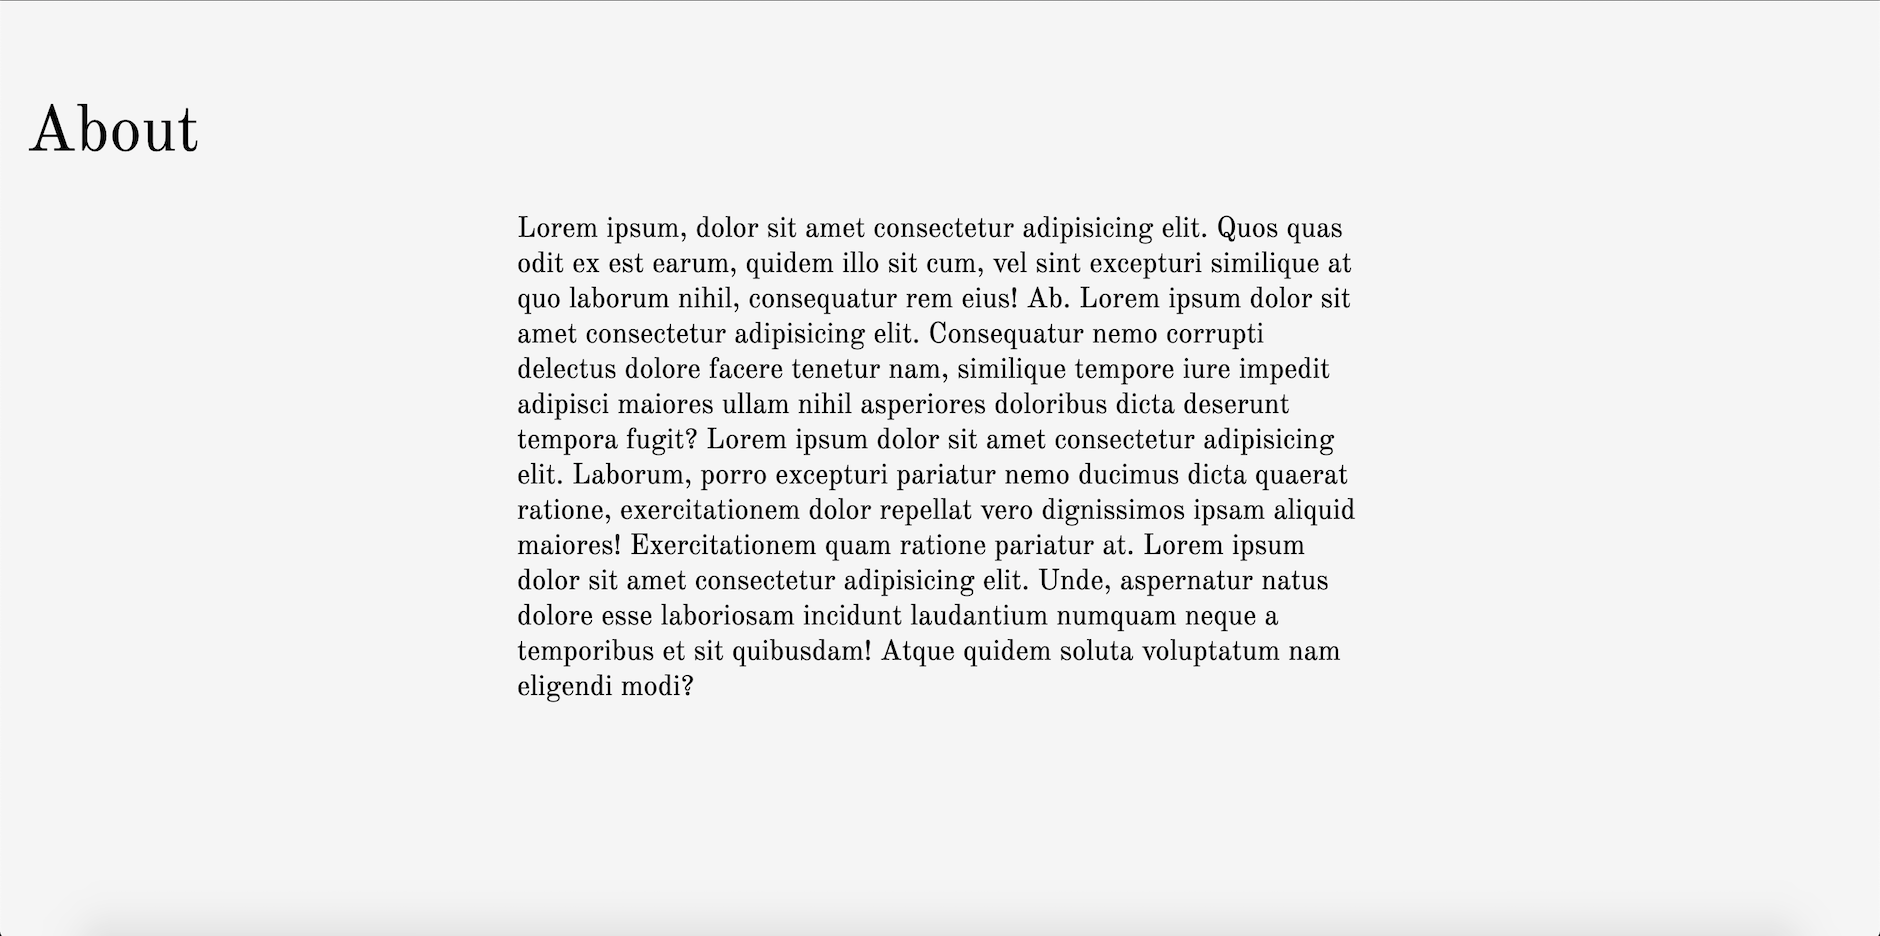 About
Lorem ipsum, dolor sit amet consectetur adipisicing elit. Quos quas
odit ex est earum, quidem illo sit cum, vel sint excepturi similique at
quo laborum nihil, consequatur rem eius! Ab. Lorem ipsum dolor sit
amet consectetur adipisicing elit. Consequatur nemo corrupti
delectus dolore facere tenetur nam, similique tempore iure impedit
adipisci maiores ullam nihil asperiores doloribus dicta deserunt
tempora fugit? Lorem ipsum dolor sit amet consectetur adipisicing
elit. Laborum, porro excepturi pariatur nemo ducimus dicta quaerat
ratione, exercitationem dolor repellat vero dignissimos ipsam aliquid
maiores! Exercitationem quam ratione pariatur at. Lorem ipsum
dolor sit amet consectetur adipisicing elit. Unde, aspernatur natus
dolore esse laboriosam incidunt laudantium numquam neque a
temporibus et sit quibusdam! Atque quidem soluta voluptatum nam
eligendi modi?